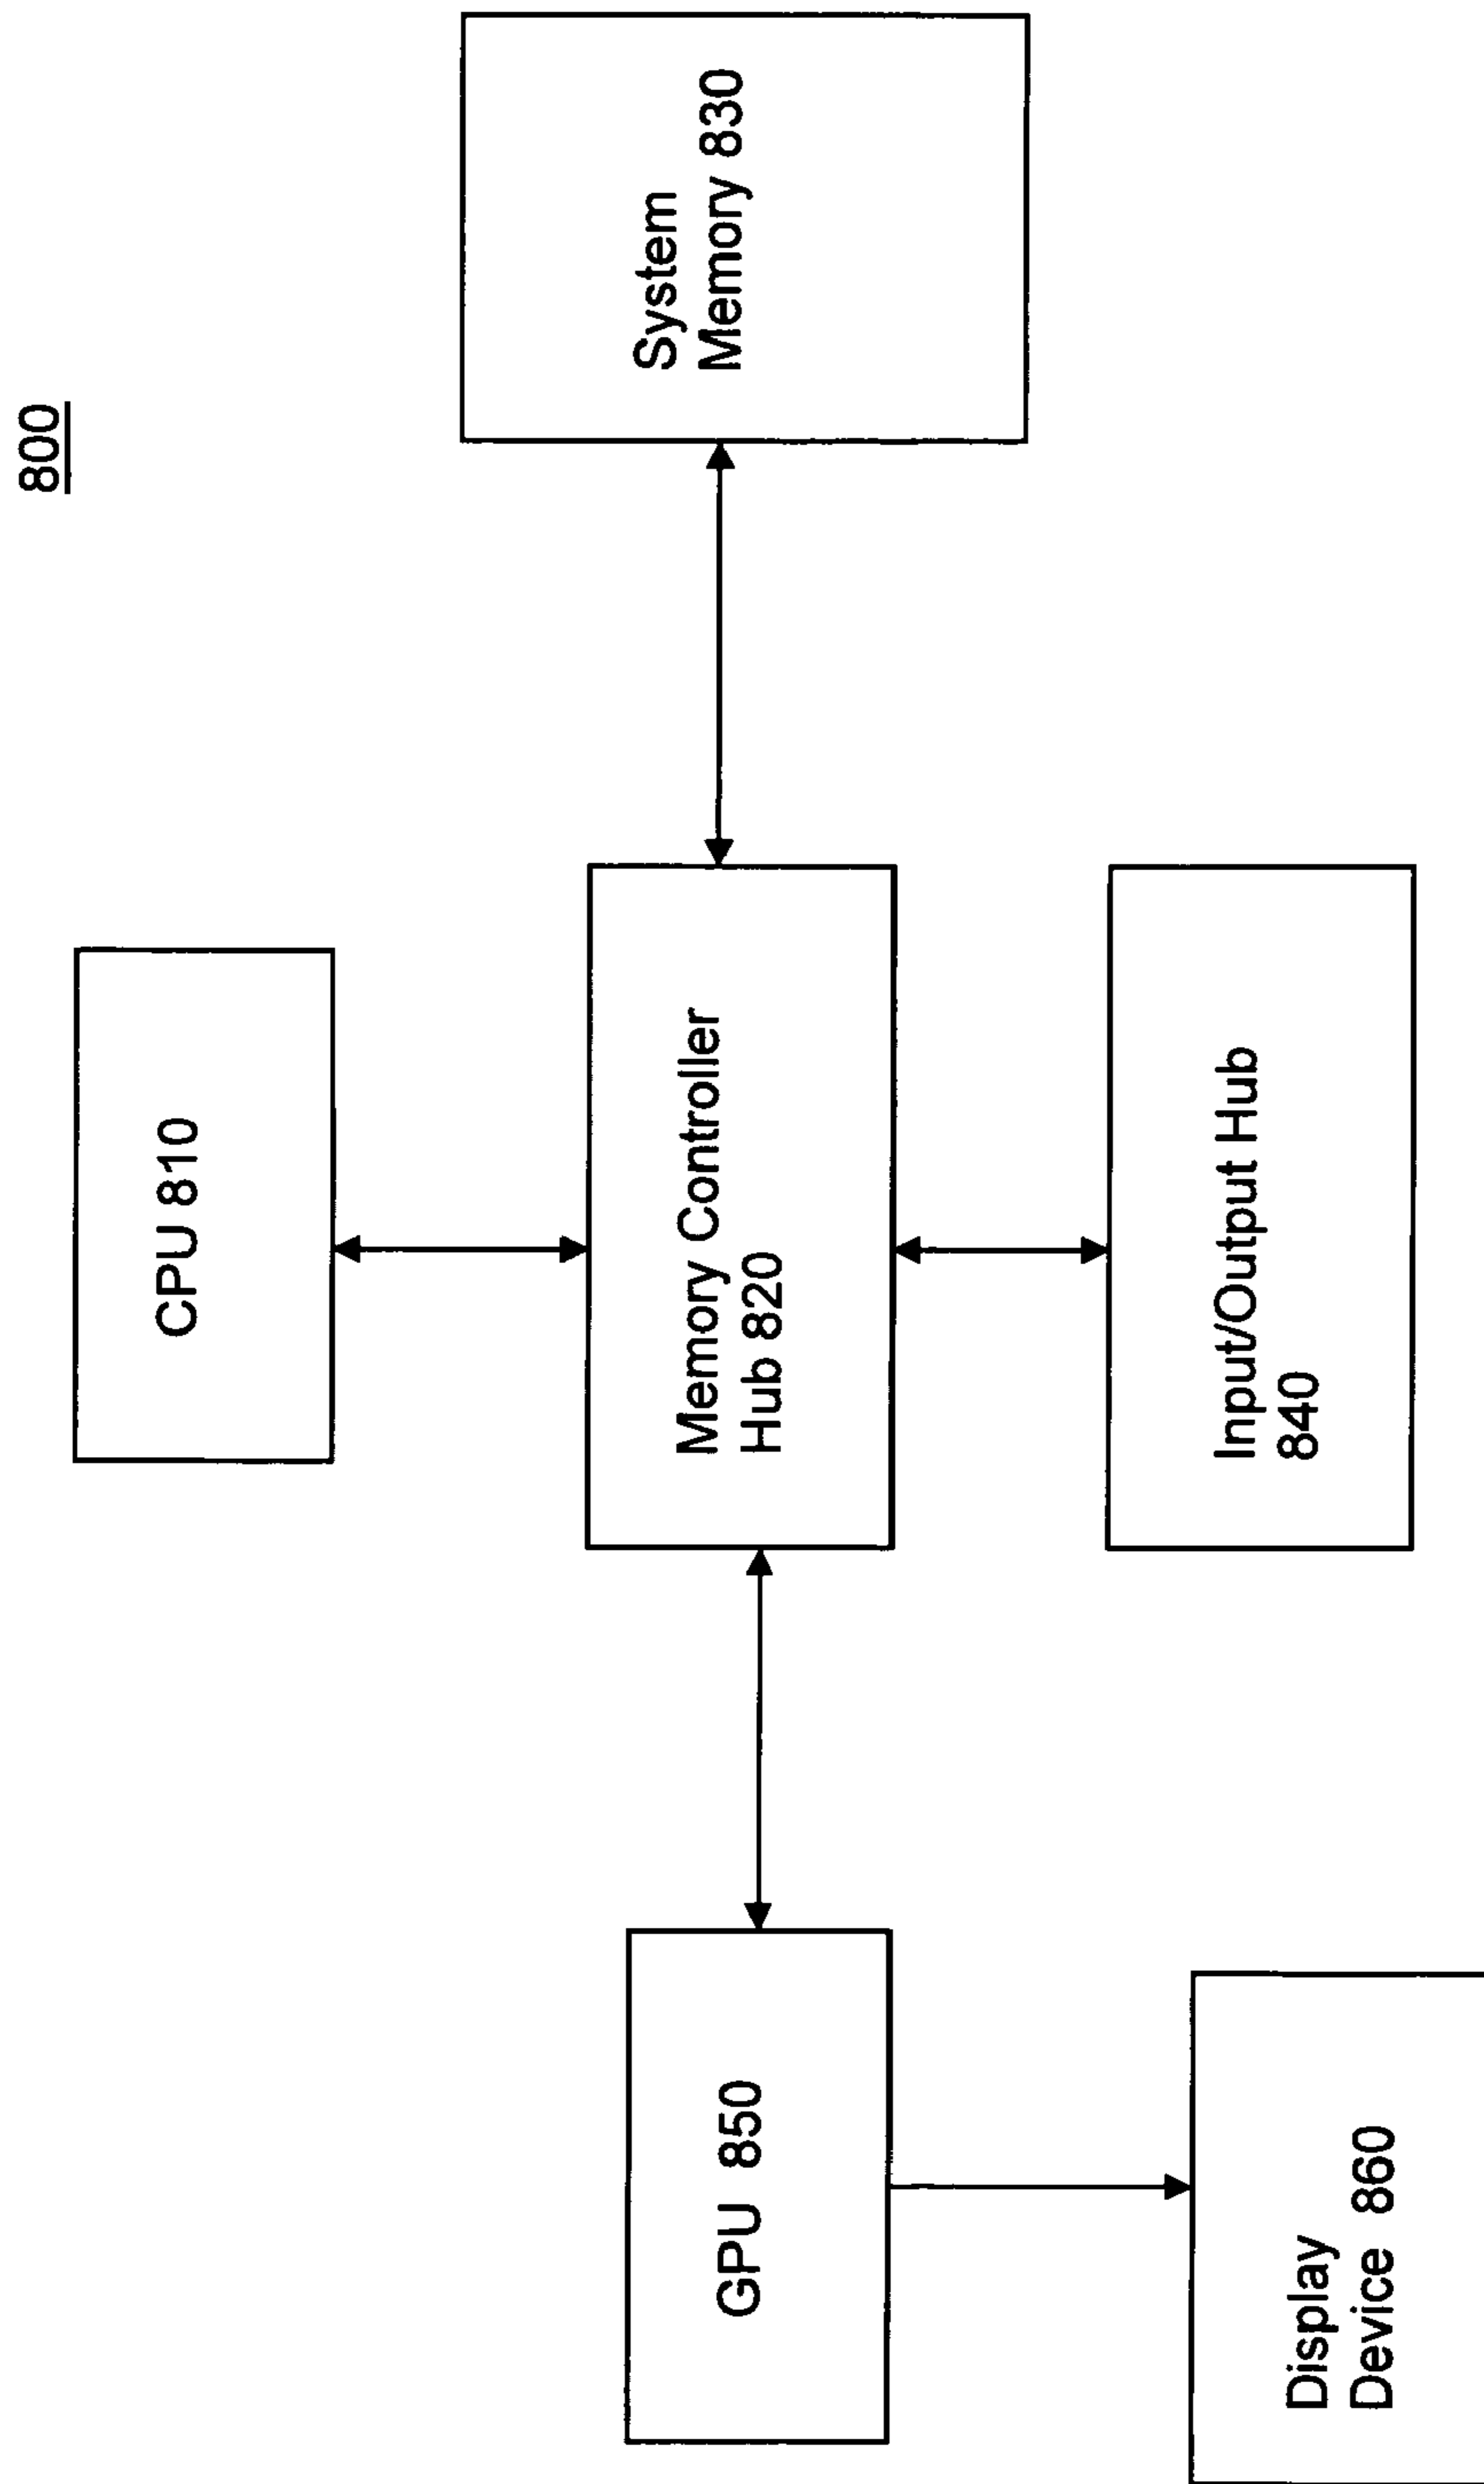 800
CPU 810
Memory Controller
Hub 820
System
Memory 830
Input/Output Hub
840
GPU 850
Display
Device 860